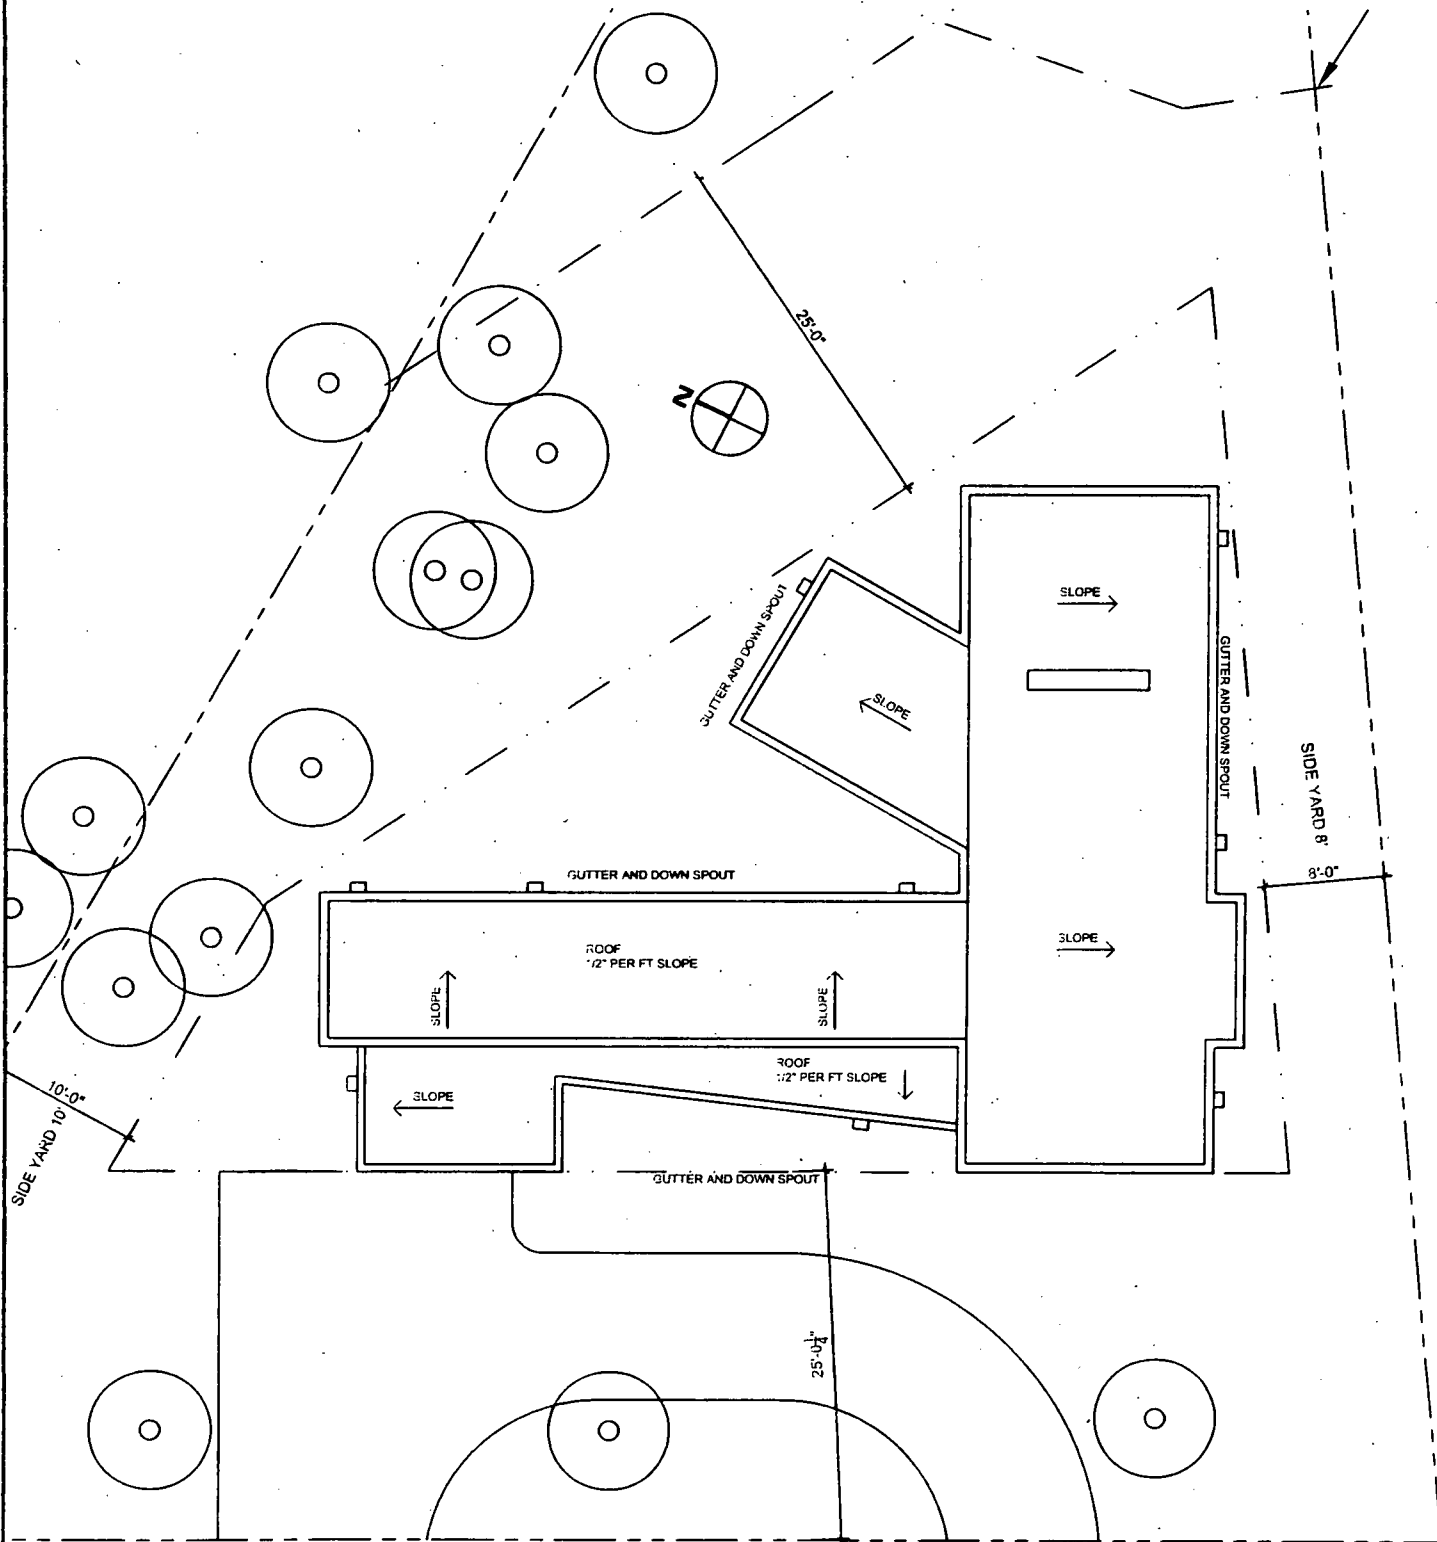 25'-0"
N
SLOPE
GUTTER AND DOWN SPOUT
SLOPE
GUTTER AND DOWN SPOUT
SIDE YARD 8'
8'-0"
GUTTER AND DOWN SPOUT
ROOF
1/2" PER FT SLOPE
SLOPE
SLOPE
SLOPE
ROOF
1/2" PER FT SLOPE
SLOPE
10'-0"
SIDE YARD 10'
GUTTER AND DOWN SPOUT
25'-0 1/4"